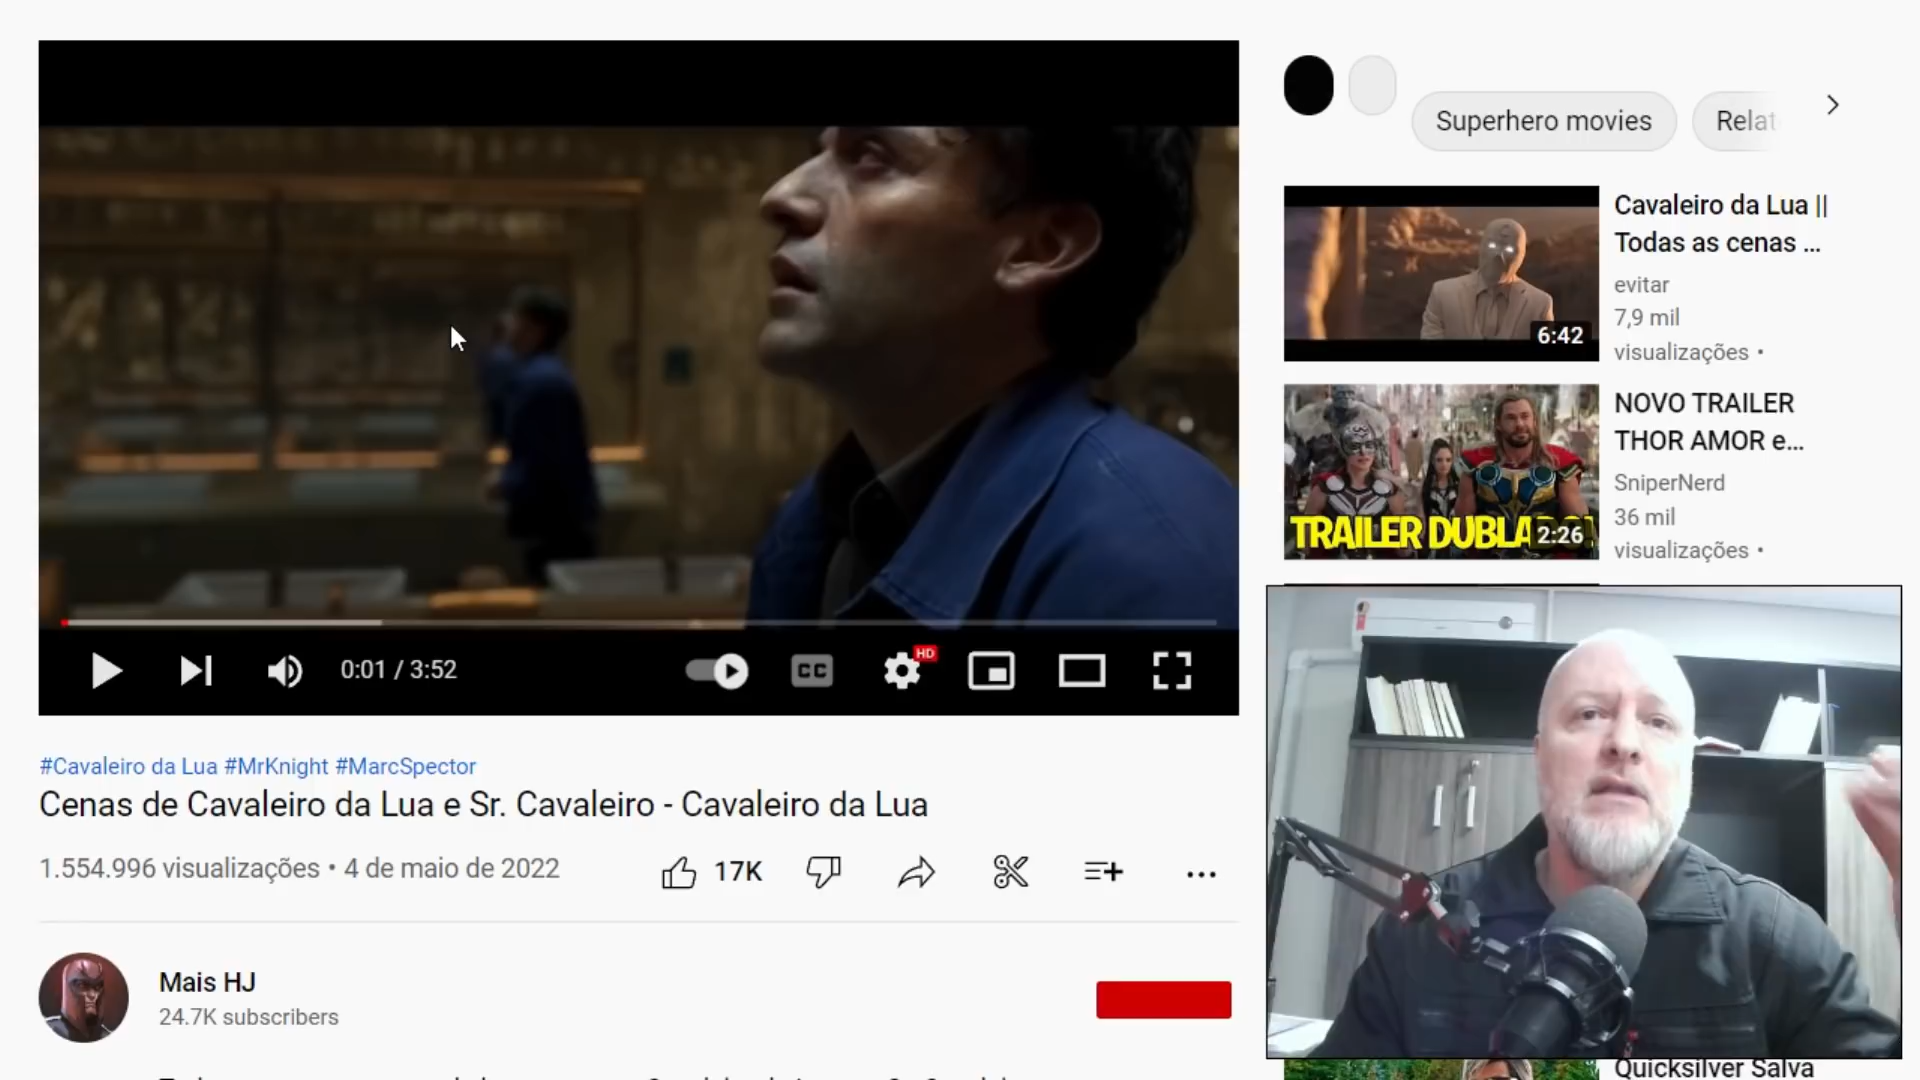 Superhero movies
Relat
Cavaleiro da Lua ||
Todas as cenas ...
evitar
7,9 mil
visualizações •
6:42
NOVO TRAILER
THOR AMOR e...
SniperNerd
36 mil
visualizações •
TRAILER DUBLA
2:26
0:01 / 3:52
CC
HD
#Cavaleiro da Lua #MrKnight #MarcSpector
Cenas de Cavaleiro da Lua e Sr. Cavaleiro - Cavaleiro da Lua
1.554.996 visualizações • 4 de maio de 2022
17K
...
Mais HJ
24.7K subscribers
Quicksilver Salva